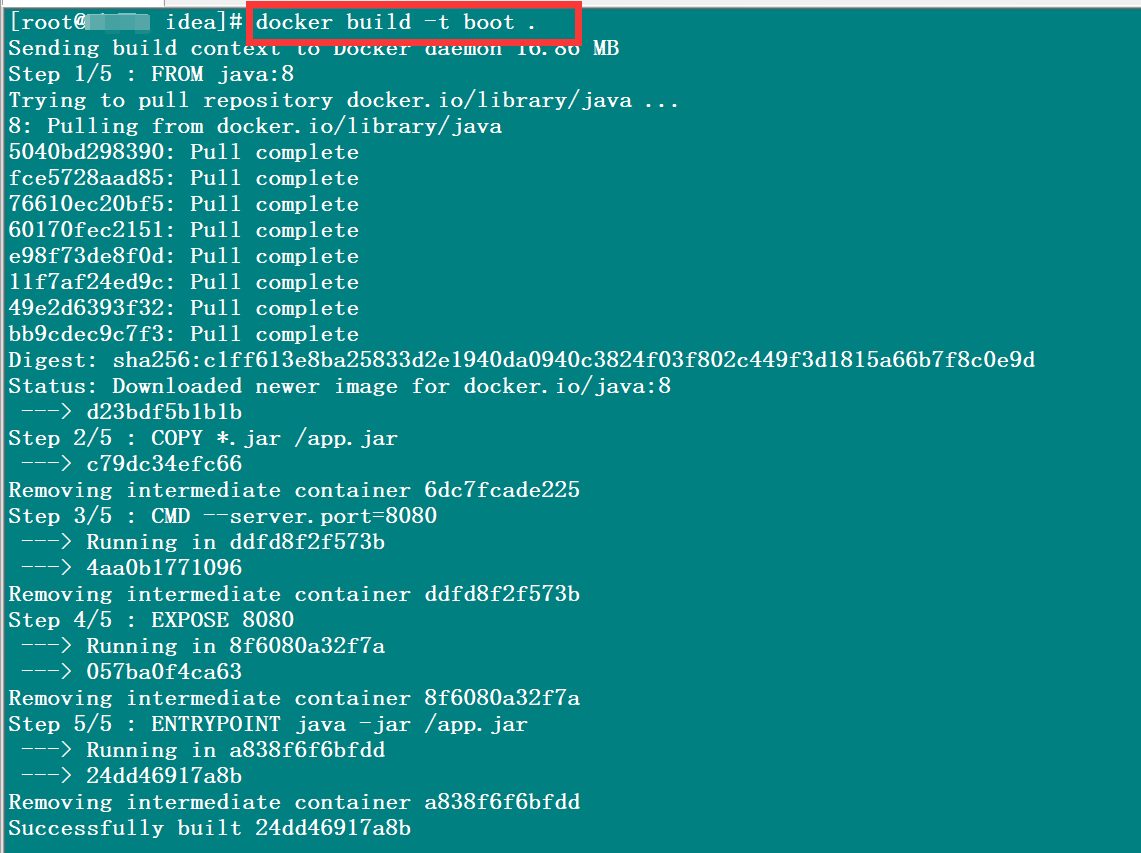 [root@ idea]# docker build -t boot .
Sending build context to Docker daemon 16.86 MB
Step 1/5 : FROM java:8
Trying to pull repository docker.io/library/java ...
8: Pulling from docker.io/library/java
5040bd298390: Pull complete
fce5728aad85: Pull complete
76610ec20bf5: Pull complete
60170fec2151: Pull complete
e98f73de8f0d: Pull complete
11f7af24ed9c: Pull complete
49e2d6393f32: Pull complete
bb9cdec9c7f3: Pull complete
Digest: sha256:c1ff613e8ba25833d2e1940da0940c3824f03f802c449f3d1815a66b7f8c0e9d
Status: Downloaded newer image for docker.io/java:8
---> d23bdf5b1b1b
Step 2/5 : COPY *.jar /app.jar
---> c79dc34efc66
Removing intermediate container 6dc7fcade225
Step 3/5 : CMD --server.port=8080
---> Running in ddfd8f2f573b
---> 4aa0b1771096
Removing intermediate container ddfd8f2f573b
Step 4/5 : EXPOSE 8080
---> Running in 8f6080a32f7a
---> 057ba0f4ca63
Removing intermediate container 8f6080a32f7a
Step 5/5 : ENTRYPOINT java -jar /app.jar
---> Running in a838f6f6bfdd
---> 24dd46917a8b
Removing intermediate container a838f6f6bfdd
Successfully built 24dd46917a8b